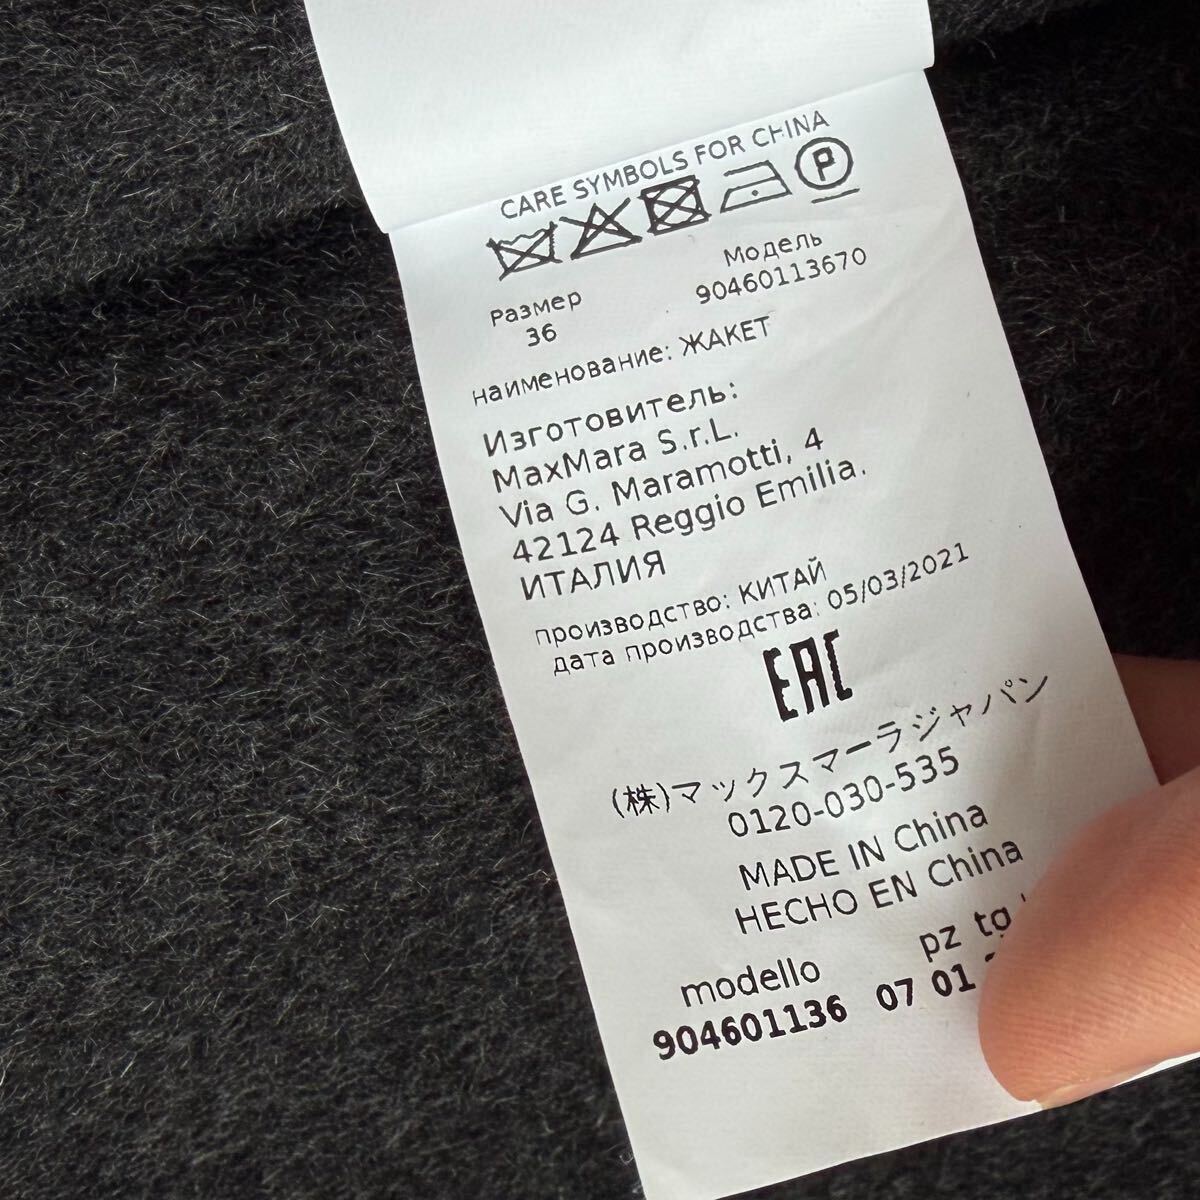 CARE SYMBOLS FOR CHINA
P
Размер
36
Модель
90460113670
наименование: ЖАКЕТ
Изготовитель:
MaxMara S.r.L.
Via G. Maramotti, 4
42124 Reggio Emilia.
ИТАЛИЯ
производство: КИТАЙ
дата производства: 05/03/2021
EAC
(株)マックスマーラジャパン
0120-030-535
MADE IN China
HECHO EN China
modello
904601136
pz tg
07 01